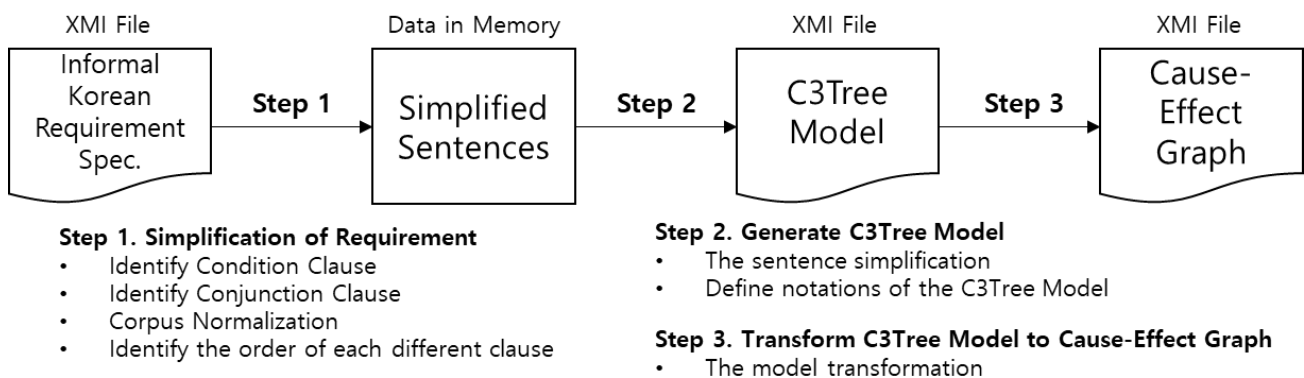 XMI File
Data in Memory
XMI File
XMI File
Informal
Korean
Requirement
Spec.
Step 1
Simplified
Sentences
Step 2
C3Tree
Model
Step 3
Cause-
Effect
Graph
Step 1. Simplification of Requirement
• Identify Condition Clause
• Identify Conjunction Clause
• Corpus Normalization
• Identify the order of each different clause
Step 2. Generate C3Tree Model
• The sentence simplification
• Define notations of the C3Tree Model
Step 3. Transform C3Tree Model to Cause-Effect Graph
• The model transformation